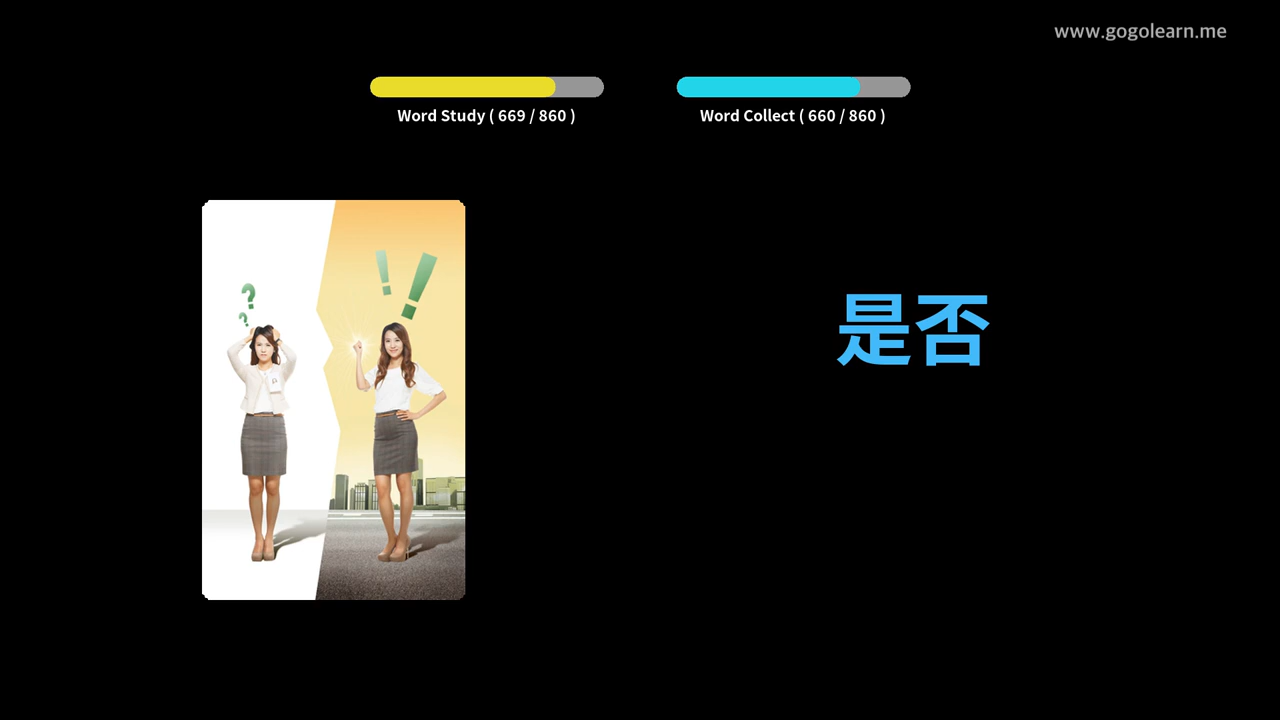 www.gogolearn.me
Word Study ( 669 / 860 )
Word Collect ( 660 / 860 )
? ?
! !
是否